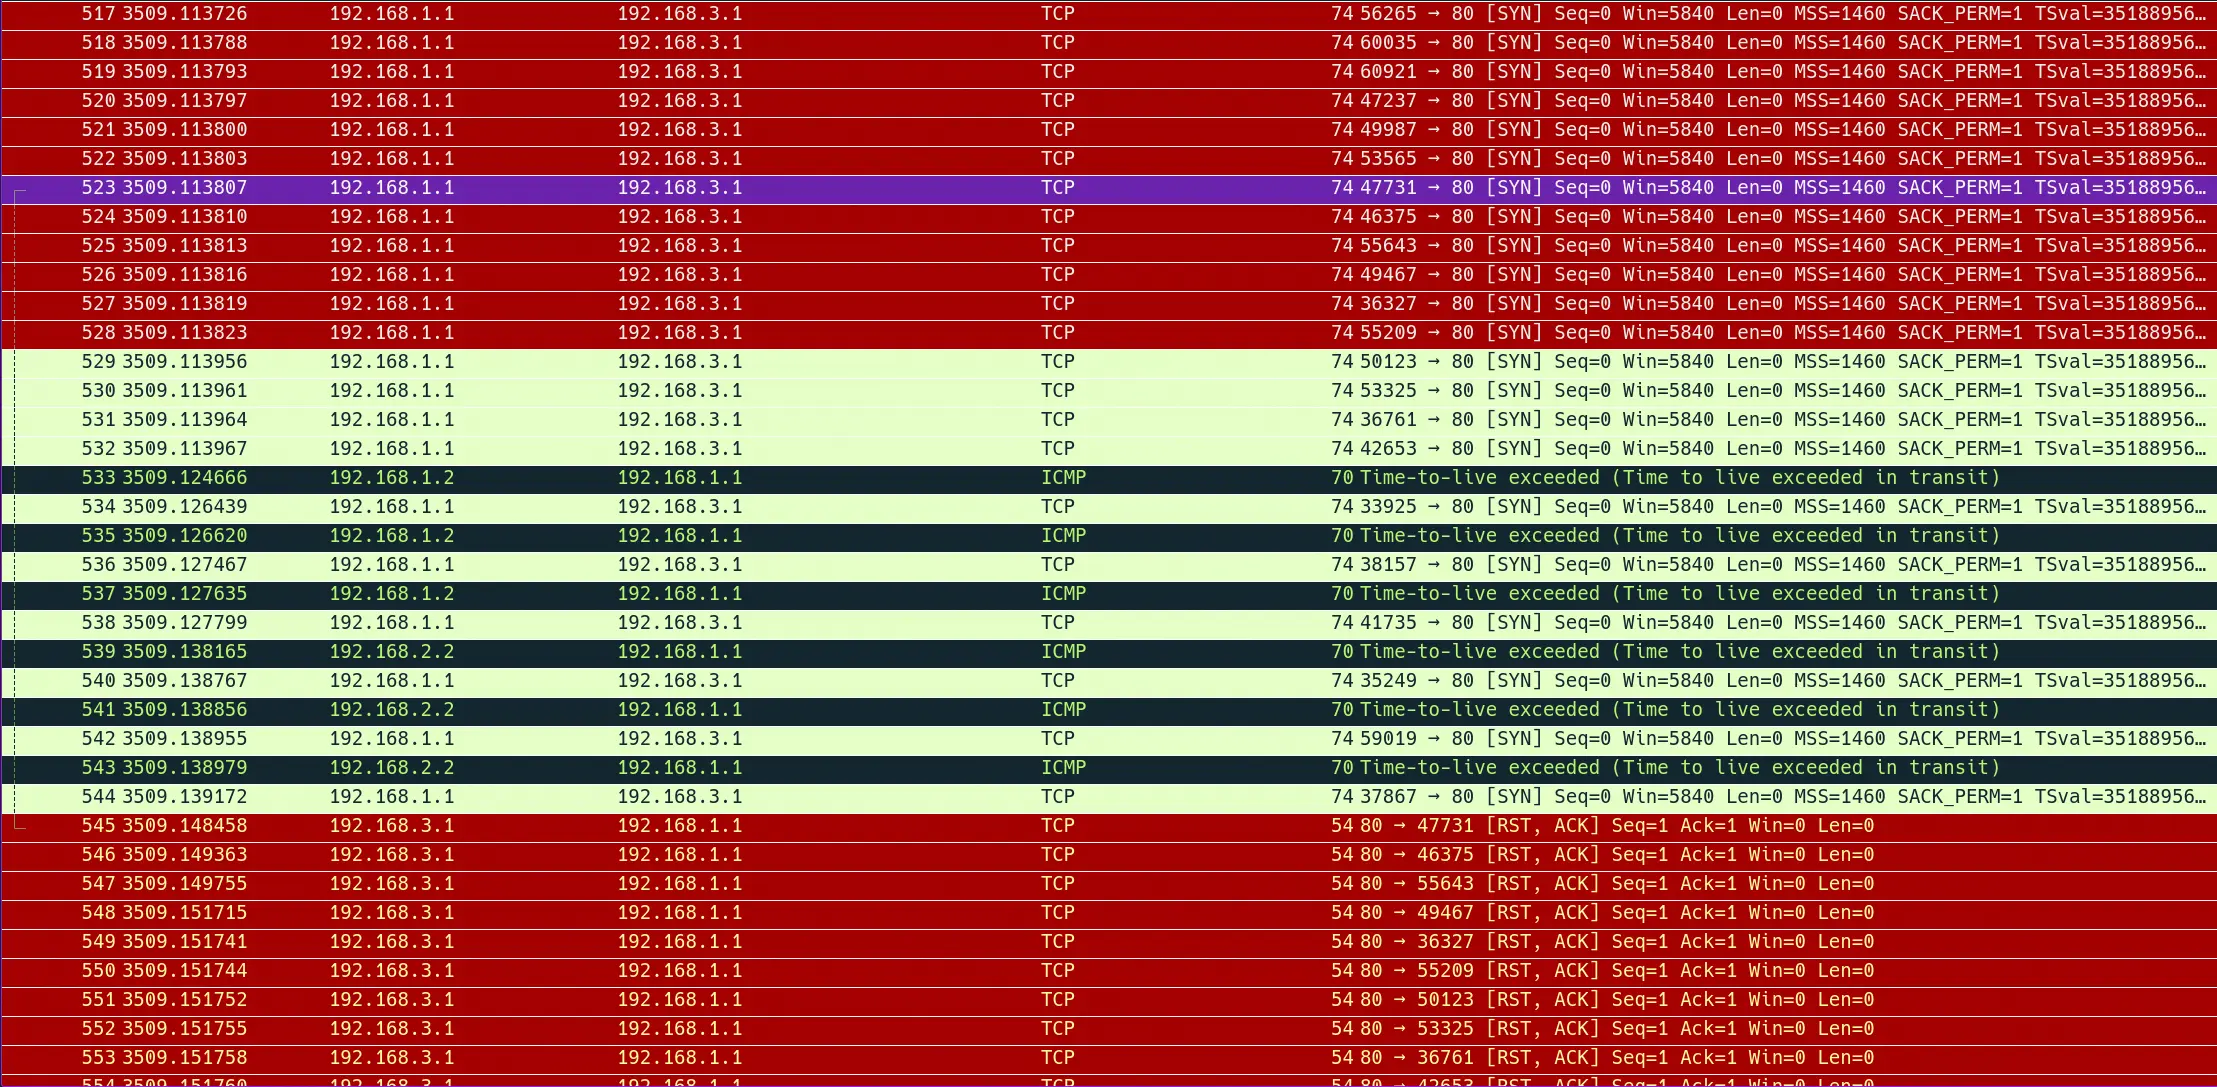 517 3509.113726 192.168.1.1 192.168.3.1 TCP 74 56265 → 80 [SYN] Seq=0 Win=5840 Len=0 MSS=1460 SACK_PERM=1 TSval=35188956…
518 3509.113788 192.168.1.1 192.168.3.1 TCP 74 60035 → 80 [SYN] Seq=0 Win=5840 Len=0 MSS=1460 SACK_PERM=1 TSval=35188956…
519 3509.113793 192.168.1.1 192.168.3.1 TCP 74 60921 → 80 [SYN] Seq=0 Win=5840 Len=0 MSS=1460 SACK_PERM=1 TSval=35188956…
520 3509.113797 192.168.1.1 192.168.3.1 TCP 74 47237 → 80 [SYN] Seq=0 Win=5840 Len=0 MSS=1460 SACK_PERM=1 TSval=35188956…
521 3509.113800 192.168.1.1 192.168.3.1 TCP 74 49987 → 80 [SYN] Seq=0 Win=5840 Len=0 MSS=1460 SACK_PERM=1 TSval=35188956…
522 3509.113803 192.168.1.1 192.168.3.1 TCP 74 53565 → 80 [SYN] Seq=0 Win=5840 Len=0 MSS=1460 SACK_PERM=1 TSval=35188956…
523 3509.113807 192.168.1.1 192.168.3.1 TCP 74 47731 → 80 [SYN] Seq=0 Win=5840 Len=0 MSS=1460 SACK_PERM=1 TSval=35188956…
524 3509.113810 192.168.1.1 192.168.3.1 TCP 74 46375 → 80 [SYN] Seq=0 Win=5840 Len=0 MSS=1460 SACK_PERM=1 TSval=35188956…
525 3509.113813 192.168.1.1 192.168.3.1 TCP 74 55643 → 80 [SYN] Seq=0 Win=5840 Len=0 MSS=1460 SACK_PERM=1 TSval=35188956…
526 3509.113816 192.168.1.1 192.168.3.1 TCP 74 49467 → 80 [SYN] Seq=0 Win=5840 Len=0 MSS=1460 SACK_PERM=1 TSval=35188956…
527 3509.113819 192.168.1.1 192.168.3.1 TCP 74 36327 → 80 [SYN] Seq=0 Win=5840 Len=0 MSS=1460 SACK_PERM=1 TSval=35188956…
528 3509.113823 192.168.1.1 192.168.3.1 TCP 74 55209 → 80 [SYN] Seq=0 Win=5840 Len=0 MSS=1460 SACK_PERM=1 TSval=35188956…
529 3509.113956 192.168.1.1 192.168.3.1 TCP 74 50123 → 80 [SYN] Seq=0 Win=5840 Len=0 MSS=1460 SACK_PERM=1 TSval=35188956…
530 3509.113961 192.168.1.1 192.168.3.1 TCP 74 53325 → 80 [SYN] Seq=0 Win=5840 Len=0 MSS=1460 SACK_PERM=1 TSval=35188956…
531 3509.113964 192.168.1.1 192.168.3.1 TCP 74 36761 → 80 [SYN] Seq=0 Win=5840 Len=0 MSS=1460 SACK_PERM=1 TSval=35188956…
532 3509.113967 192.168.1.1 192.168.3.1 TCP 74 42653 → 80 [SYN] Seq=0 Win=5840 Len=0 MSS=1460 SACK_PERM=1 TSval=35188956…
533 3509.124666 192.168.1.2 192.168.1.1 ICMP 70 Time-to-live exceeded (Time to live exceeded in transit)
534 3509.126439 192.168.1.1 192.168.3.1 TCP 74 33925 → 80 [SYN] Seq=0 Win=5840 Len=0 MSS=1460 SACK_PERM=1 TSval=35188956…
535 3509.126620 192.168.1.2 192.168.1.1 ICMP 70 Time-to-live exceeded (Time to live exceeded in transit)
536 3509.127467 192.168.1.1 192.168.3.1 TCP 74 38157 → 80 [SYN] Seq=0 Win=5840 Len=0 MSS=1460 SACK_PERM=1 TSval=35188956…
537 3509.127635 192.168.1.2 192.168.1.1 ICMP 70 Time-to-live exceeded (Time to live exceeded in transit)
538 3509.127799 192.168.1.1 192.168.3.1 TCP 74 41735 → 80 [SYN] Seq=0 Win=5840 Len=0 MSS=1460 SACK_PERM=1 TSval=35188956…
539 3509.138165 192.168.2.2 192.168.1.1 ICMP 70 Time-to-live exceeded (Time to live exceeded in transit)
540 3509.138767 192.168.1.1 192.168.3.1 TCP 74 35249 → 80 [SYN] Seq=0 Win=5840 Len=0 MSS=1460 SACK_PERM=1 TSval=35188956…
541 3509.138856 192.168.2.2 192.168.1.1 ICMP 70 Time-to-live exceeded (Time to live exceeded in transit)
542 3509.138955 192.168.1.1 192.168.3.1 TCP 74 59019 → 80 [SYN] Seq=0 Win=5840 Len=0 MSS=1460 SACK_PERM=1 TSval=35188956…
543 3509.138979 192.168.2.2 192.168.1.1 ICMP 70 Time-to-live exceeded (Time to live exceeded in transit)
544 3509.139172 192.168.1.1 192.168.3.1 TCP 74 37867 → 80 [SYN] Seq=0 Win=5840 Len=0 MSS=1460 SACK_PERM=1 TSval=35188956…
545 3509.148458 192.168.3.1 192.168.1.1 TCP 54 80 → 47731 [RST, ACK] Seq=1 Ack=1 Win=0 Len=0
546 3509.149363 192.168.3.1 192.168.1.1 TCP 54 80 → 46375 [RST, ACK] Seq=1 Ack=1 Win=0 Len=0
547 3509.149755 192.168.3.1 192.168.1.1 TCP 54 80 → 55643 [RST, ACK] Seq=1 Ack=1 Win=0 Len=0
548 3509.151715 192.168.3.1 192.168.1.1 TCP 54 80 → 49467 [RST, ACK] Seq=1 Ack=1 Win=0 Len=0
549 3509.151741 192.168.3.1 192.168.1.1 TCP 54 80 → 36327 [RST, ACK] Seq=1 Ack=1 Win=0 Len=0
550 3509.151744 192.168.3.1 192.168.1.1 TCP 54 80 → 55209 [RST, ACK] Seq=1 Ack=1 Win=0 Len=0
551 3509.151752 192.168.3.1 192.168.1.1 TCP 54 80 → 50123 [RST, ACK] Seq=1 Ack=1 Win=0 Len=0
552 3509.151755 192.168.3.1 192.168.1.1 TCP 54 80 → 53325 [RST, ACK] Seq=1 Ack=1 Win=0 Len=0
553 3509.151758 192.168.3.1 192.168.1.1 TCP 54 80 → 36761 [RST, ACK] Seq=1 Ack=1 Win=0 Len=0
554 3509.151760 192.168.3.1 192.168.1.1 TCP 54 80 → 42653 [RST, ACK] Seq=1 Ack=1 Win=0 Len=0